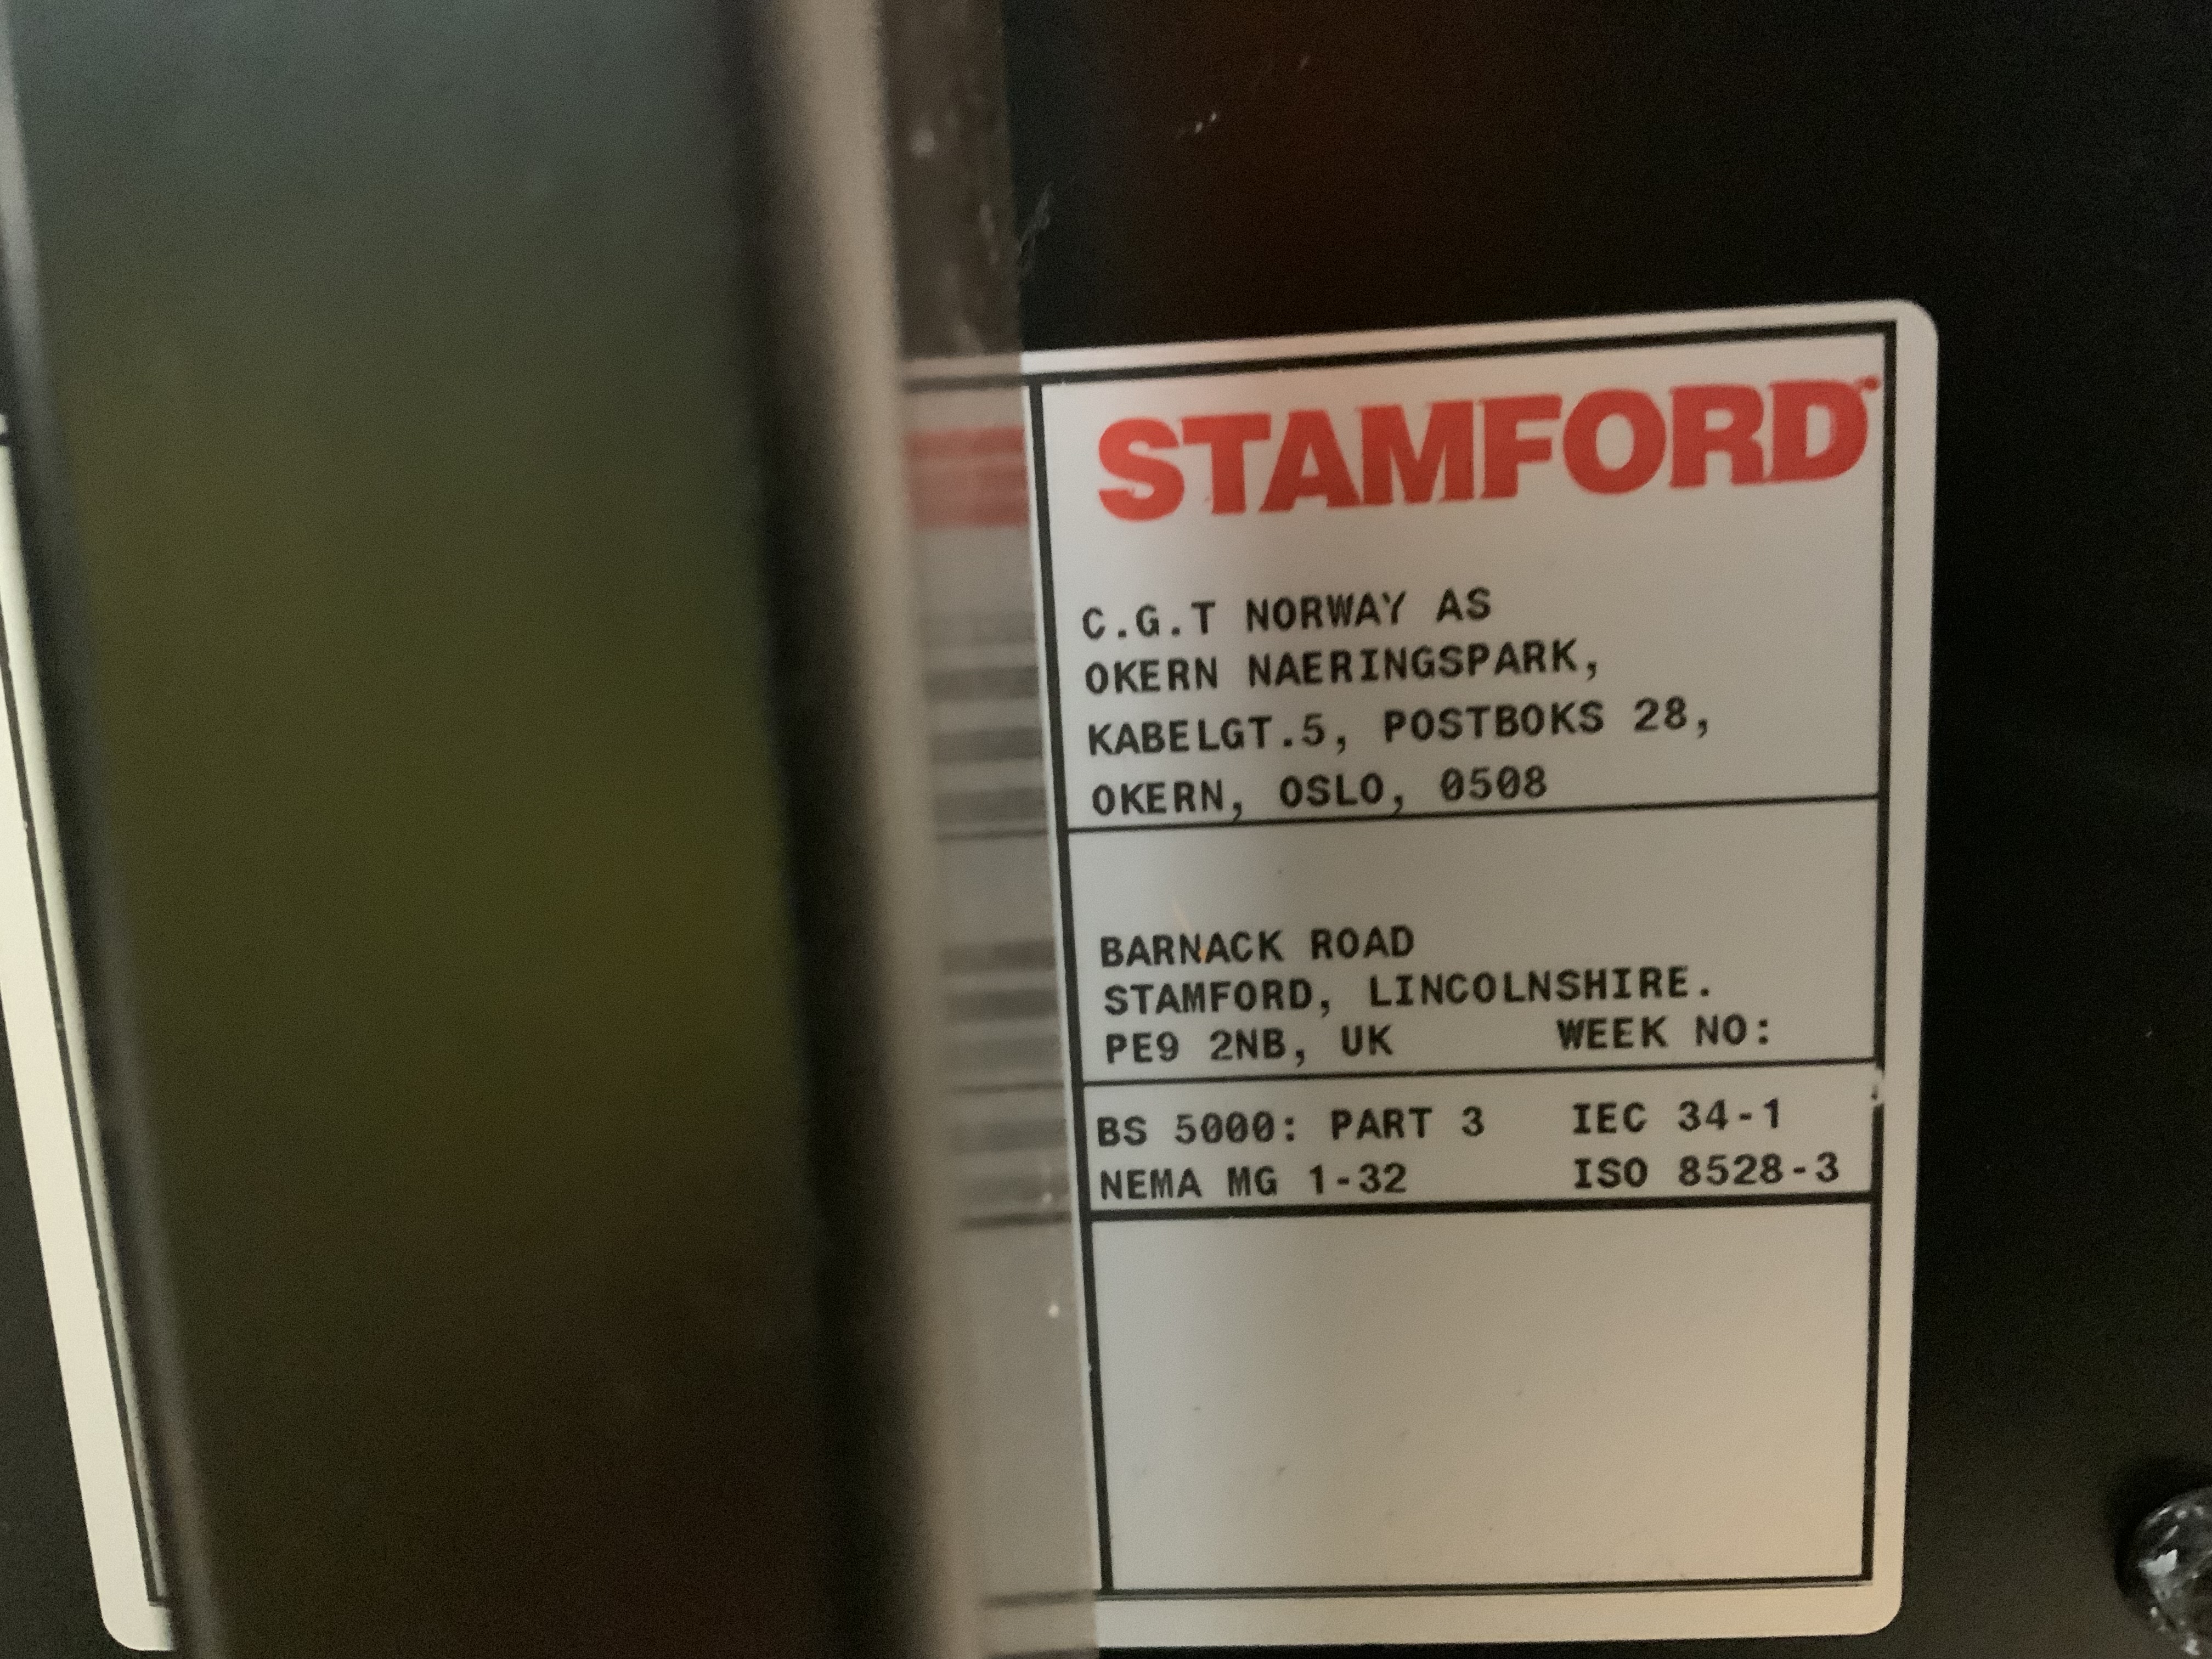 STAMFORD
C.G.T NORWAY AS
OKERN NAERINGSPARK,
KABELGT.5, POSTBOKS 28,
OKERN, OSLO, 0508
BARNACK ROAD
STAMFORD, LINCOLNSHIRE.
PE9 2NB, UK WEEK NO:
BS 5000: PART 3 IEC 34-1
NEMA MG 1-32 ISO 8528-3